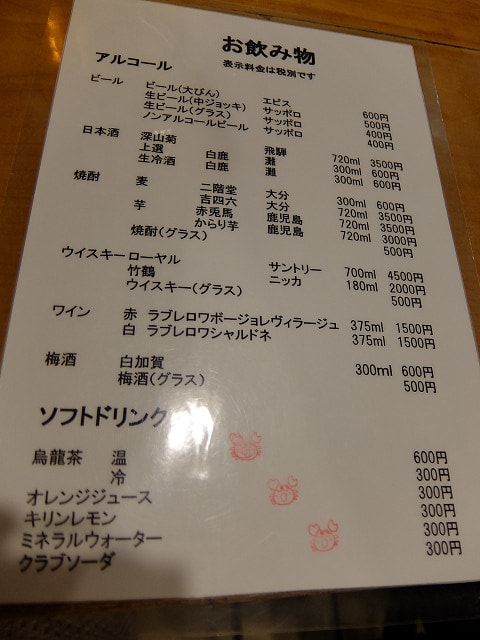 お飲み物
表示料金は税別です
アルコール
ビール ビール(大びん) エビス 600円
生ビール(中ジョッキ) サッポロ 500円
生ビール(グラス) サッポロ 400円
ノンアルコールビール サッポロ 400円
日本酒 深山菊 飛騨 720ml 3500円
上選 白鹿 灘 300ml 600円
生冷酒 白鹿 灘 300ml 600円
焼酎 麦 二階堂 大分 300ml 600円
吉四六 大分 720ml 3500円
芋 赤兎馬 鹿児島 720ml 3500円
からり芋 鹿児島 720ml 3000円
焼酎(グラス) 500円
ウイスキー ローヤル サントリー 700ml 4500円
竹鶴 ニッカ 180ml 2000円
ウイスキー(グラス) 500円
ワイン 赤 ラブレロワボージョレヴィラージュ 375ml 1500円
白 ラブレロワシャルドネ 375ml 1500円
梅酒 白加賀 300ml 600円
梅酒(グラス) 500円
ソフトドリンク
烏龍茶 温 600円
冷 300円
オレンジジュース 300円
キリンレモン 300円
ミネラルウォーター 300円
クラブソーダ 300円